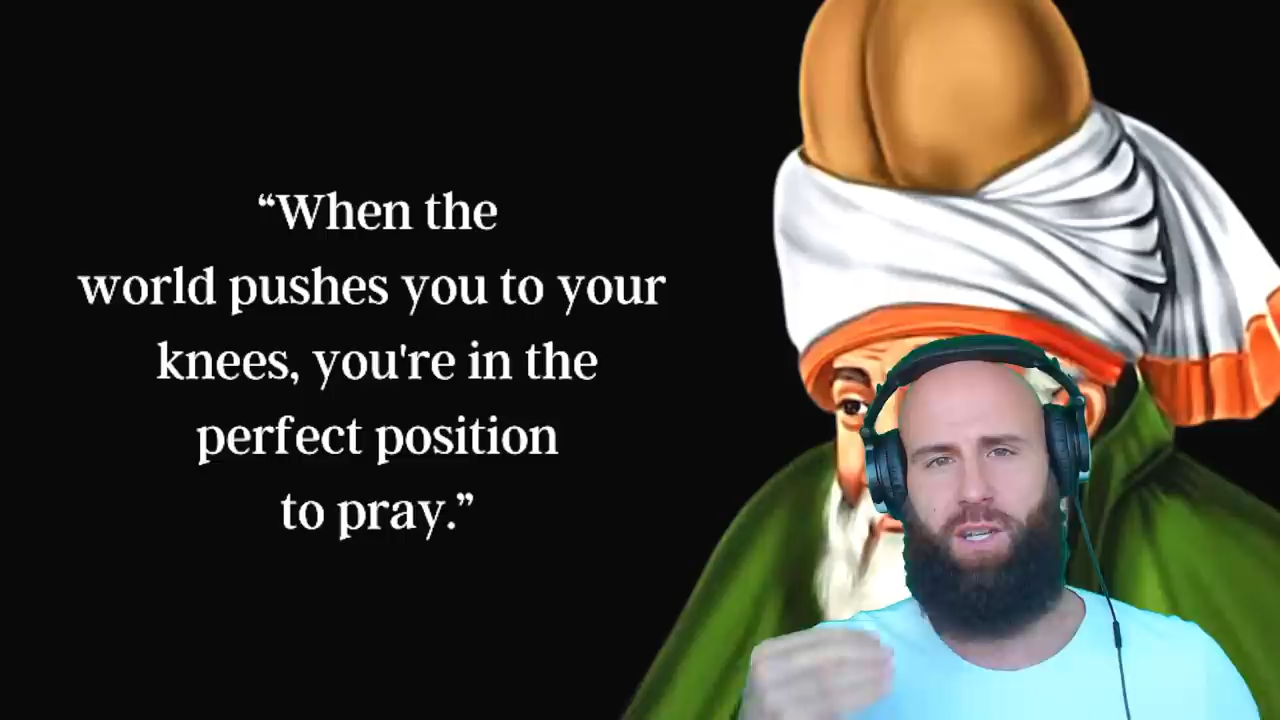 “When the
world pushes you to your
knees, you're in the
perfect position
to pray.”